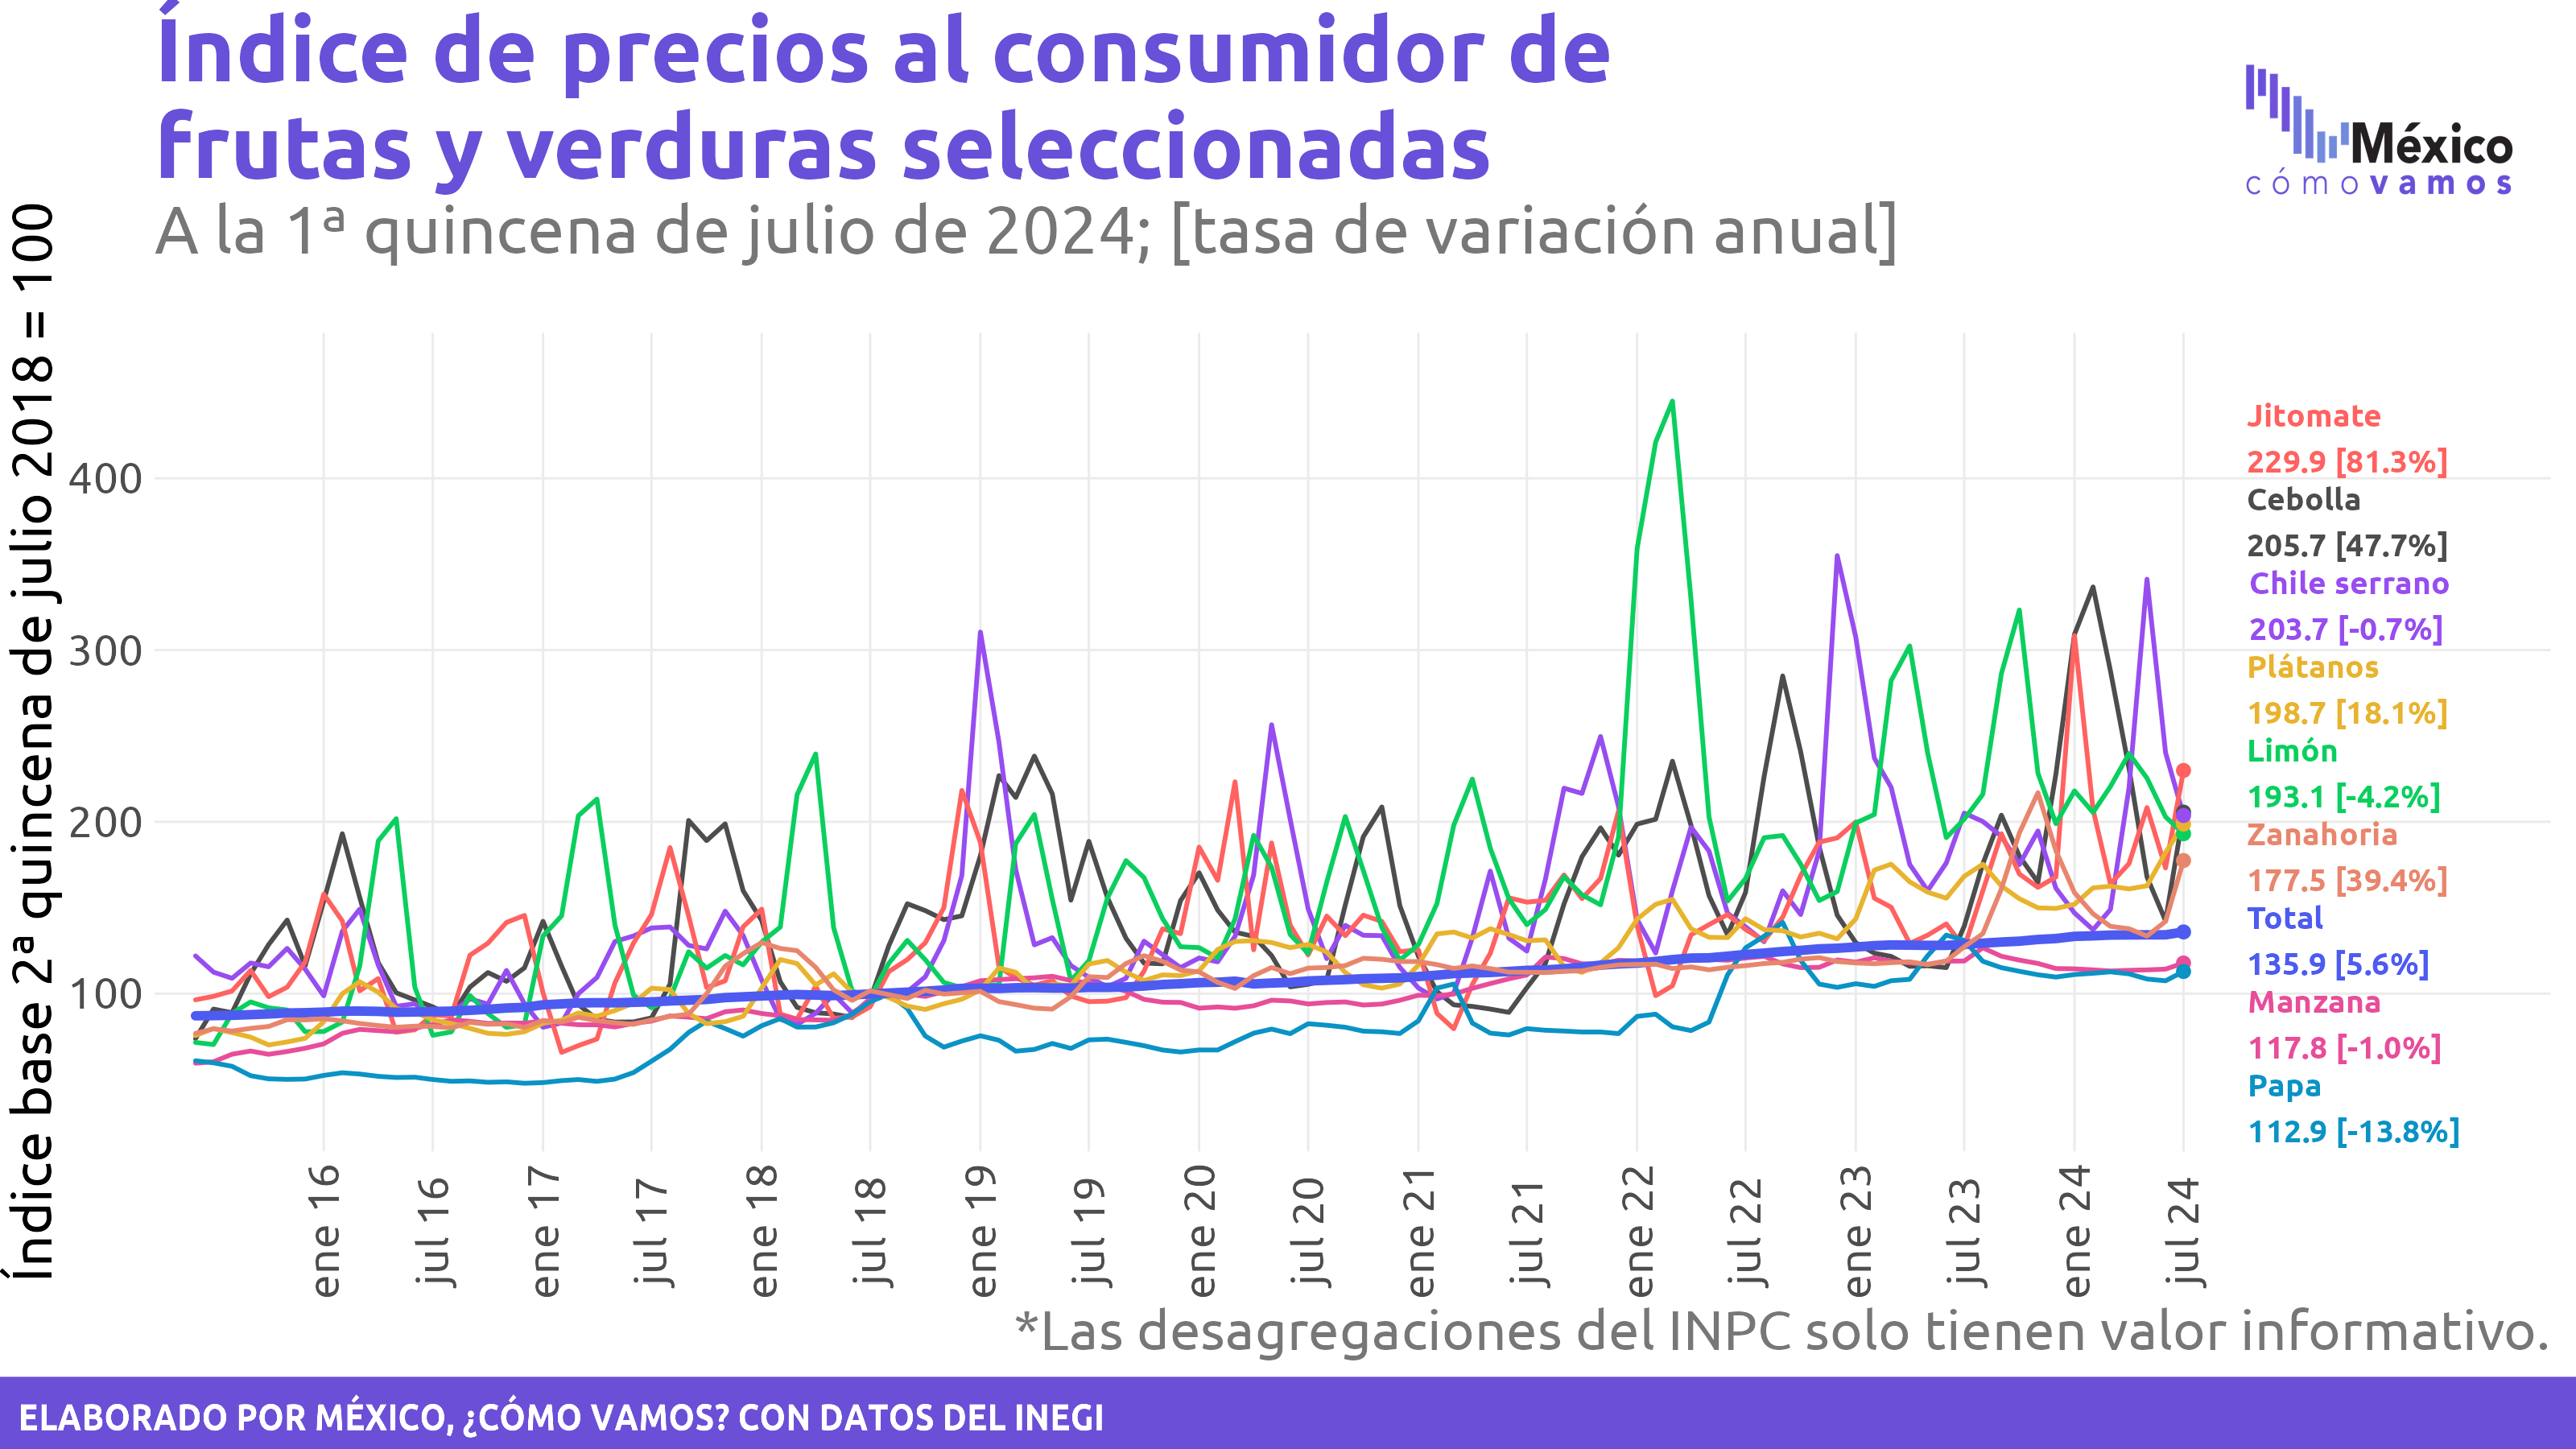 Índice de precios al consumidor de
frutas y verduras seleccionadas
A la 1ª quincena de julio de 2024; [tasa de variación anual]
México
cómo vamos
Índice base 2ª quincena de julio 2018 = 100
400
300
200
100
Jitomate
229.9 [81.3%]
Cebolla
205.7 [47.7%]
Chile serrano
203.7 [-0.7%]
Plátanos
198.7 [18.1%]
Limón
193.1 [-4.2%]
Zanahoria
177.5 [39.4%]
Total
135.9 [5.6%]
Manzana
117.8 [-1.0%]
Papa
112.9 [-13.8%]
ene 16
jul 16
ene 17
jul 17
ene 18
jul 18
ene 19
jul 19
ene 20
jul 20
ene 21
jul 21
ene 22
jul 22
ene 23
jul 23
ene 24
jul 24
*Las desagregaciones del INPC solo tienen valor informativo.
ELABORADO POR MÉXICO, ¿CÓMO VAMOS? CON DATOS DEL INEGI